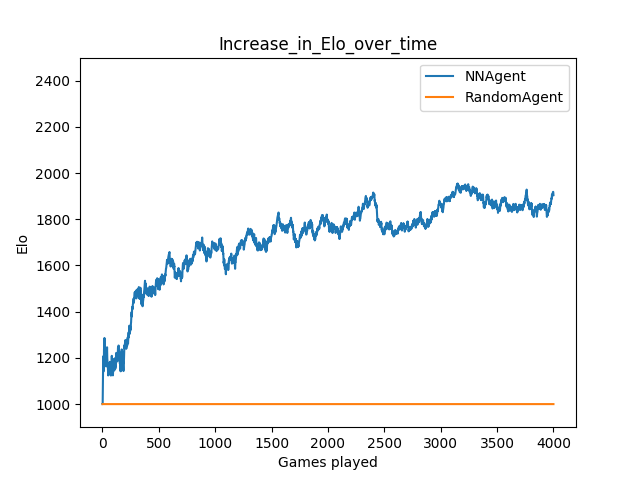 Increase_in_Elo_over_time
NNAgent
RandomAgent
2400
2200
2000
1800
1600
1400
1200
1000
Elo
0 500 1000 1500 2000 2500 3000 3500 4000
Games played